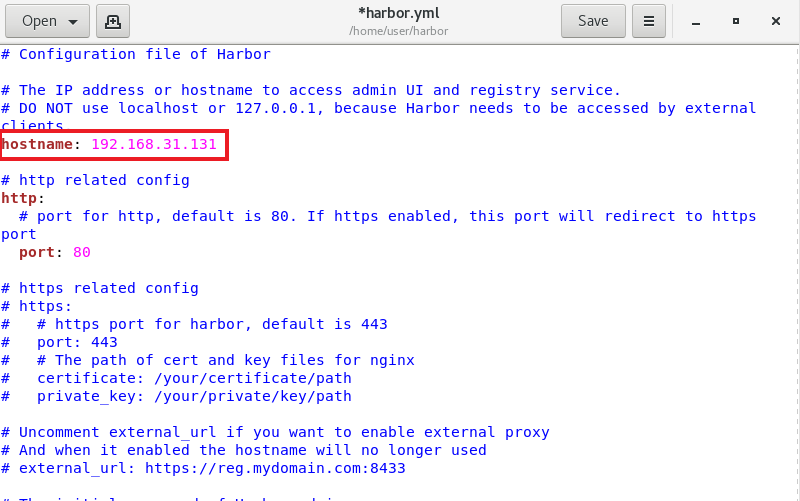 Open
*harbor.yml
/home/user/harbor
Save
# Configuration file of Harbor
# The IP address or hostname to access admin UI and registry service.
# DO NOT use localhost or 127.0.0.1, because Harbor needs to be accessed by external
clients.
hostname: 192.168.31.131
# http related config
http:
  # port for http, default is 80. If https enabled, this port will redirect to https
port
  port: 80
# https related config
# https:
#   # https port for harbor, default is 443
#   port: 443
#   # The path of cert and key files for nginx
#   certificate: /your/certificate/path
#   private_key: /your/private/key/path
# Uncomment external_url if you want to enable external proxy
# And when it enabled the hostname will no longer used
# external_url: https://reg.mydomain.com:8433